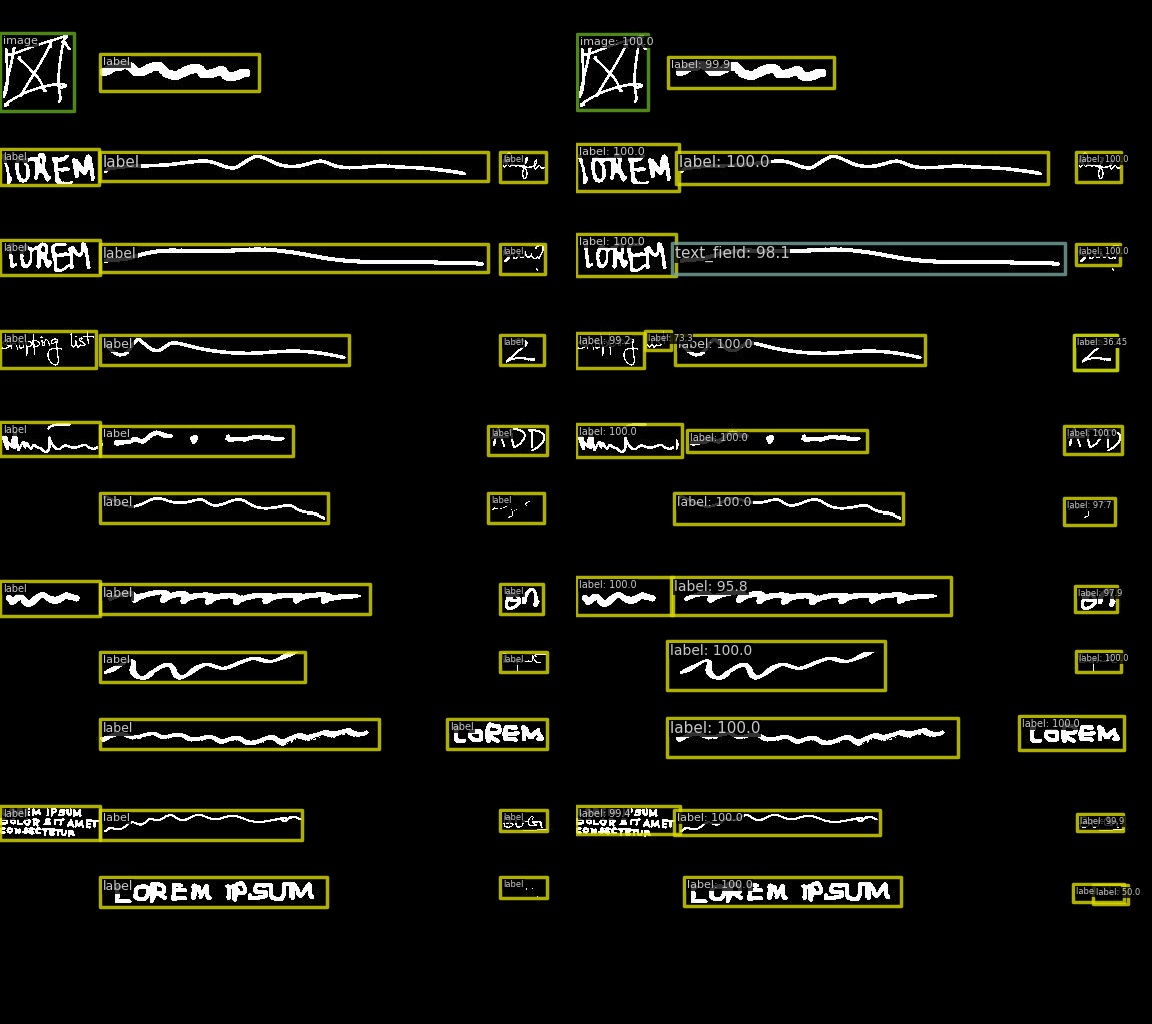 image image: 100.0
label label: 99.9
label label label label: 100.0 label: 100.0 label: 100.0
LOREM LOREM
label label label label: 100.0 text_field: 98.1 label: 100.0
LOREM LOREM
label label label label: 99.2 label: 73.3 label: 100.0 label: 36.45
list
label label label label: 100.0 label: 100.0 label: 100.0
label label label: 100.0 label: 97.7
label label label label: 100.0 label: 95.8 label: 97.9
on on
label label label: 100.0 label: 100.0
label label label: 100.0 label: 100.0
LOREM LOREM
label label label label: 99.4 label: 100.0 label: 99.9
IPSUM
DOLOR SIT AMET DOLOR SIT AMET
CONSECTETUR CONSECTETUR
label label label: 100.0 label: 50.0
LOREM IPSUM LOREM IPSUM